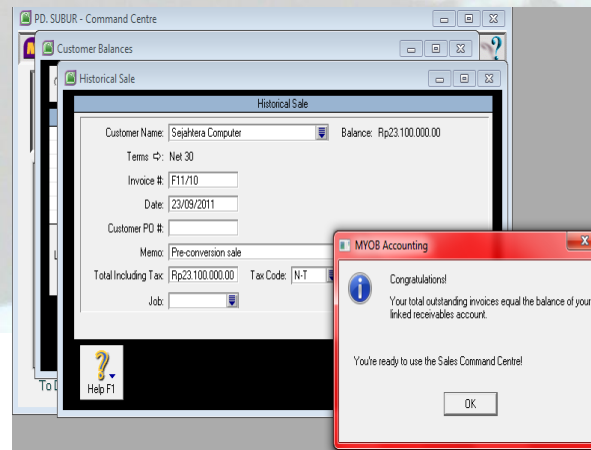 PD. SUBUR - Command Centre
Customer Balances
Historical Sale
Historical Sale
Customer Name: Sejahtera Computer Balance: Rp23.100.000.00
Terms Net 30
Invoice #: F11/10
Date: 23/09/2011
Customer PO #:
Memo: Pre-conversion sale
Total Including Tax: Rp23.100.000.00 Tax Code: N-T
Job:
Help F1
MYOB Accounting
Congratulations!
Your total outstanding invoices equal the balance of your
linked receivables account.
You're ready to use the Sales Command Centre!
OK